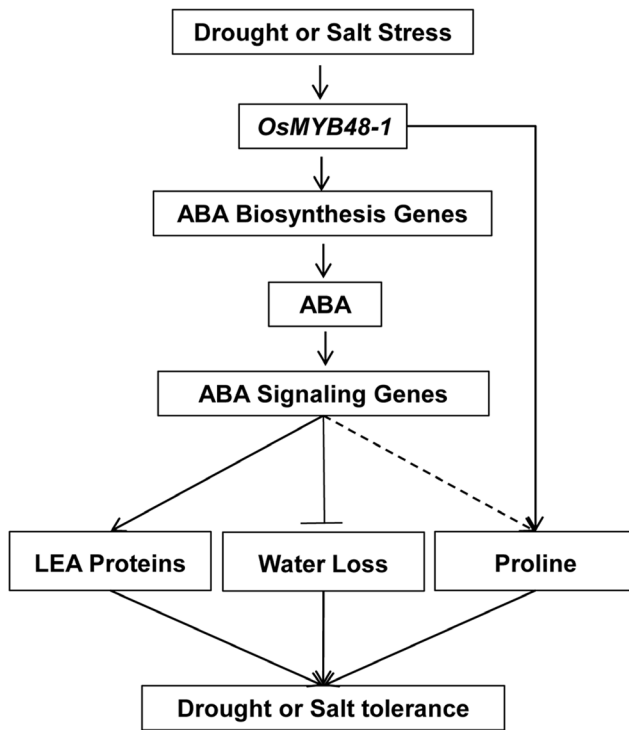 Drought or Salt Stress
OsMYB48-1
ABA Biosynthesis Genes
ABA
ABA Signaling Genes
LEA Proteins
Water Loss
Proline
Drought or Salt tolerance